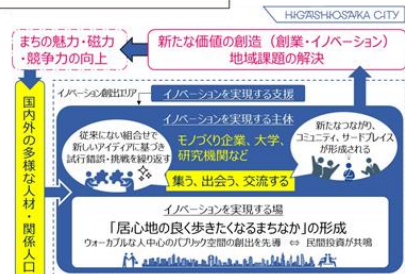 HIGASHIOSAKA CITY
まちの魅力・磁力
・競争力の向上
新たな価値の創造（創業・イノベーション）
地域課題の解決
国内外の多様な人材・関係人口
イノベーション創出エリア
イノベーションを実現する支援
イノベーションを実現する主体
従来にない組合せで
新しいアイディアに基づき
試行錯誤・挑戦を繰り返す
モノづくり企業、大学、
研究機関など
新たなつながり、
コミュニティ、サードプレイス
が形成される
集う、出会う、交流する
イノベーションを実現する場
「居心地の良く歩きたくなるまちなか」の形成
ウォーカブルな人中心のパブリック空間の創出を先導 ⇔ 民間投資が共鳴